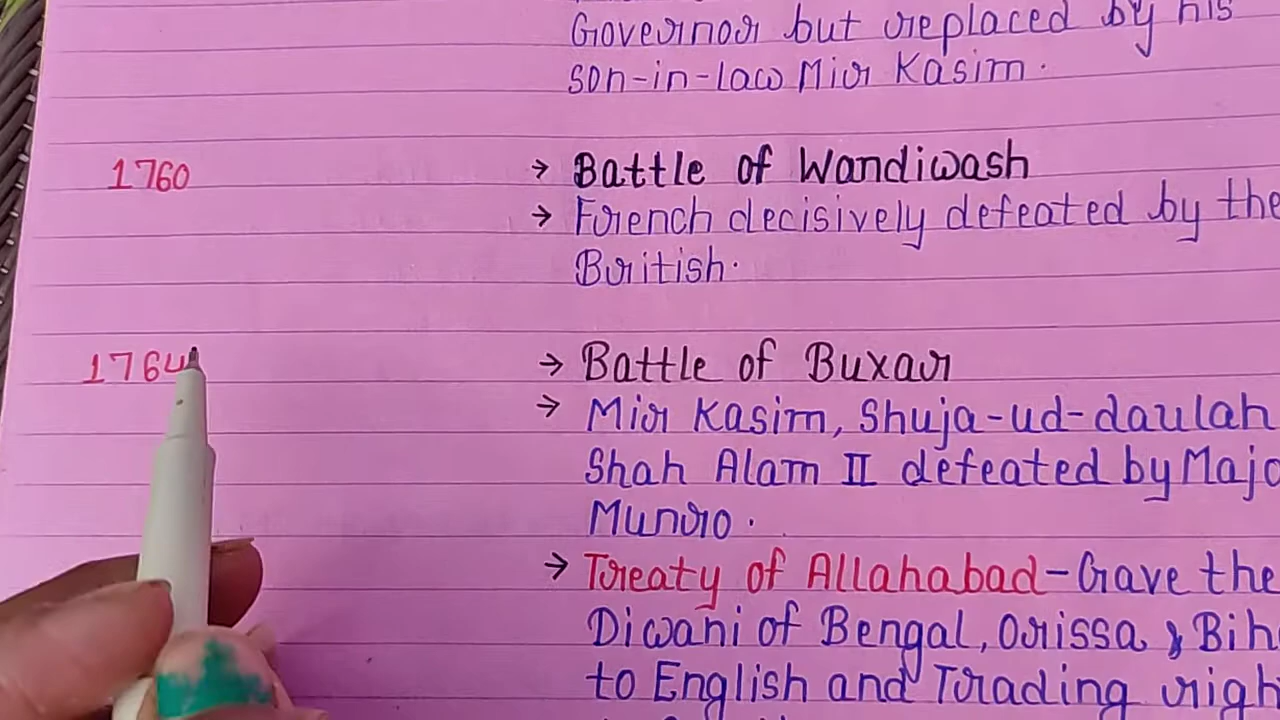 Governor but replaced by his
son-in-law Mir Kasim.
1760 → Battle of Wandiwash
→ French decisively defeated by the
British.
1764 → Battle of Buxar
→ Mir Kasim, Shuja-ud-daulah
Shah Alam II defeated by Majo
Munro.
→ Treaty of Allahabad-Gave the
Diwani of Bengal, Orissa & Bih
to English and Trading righ